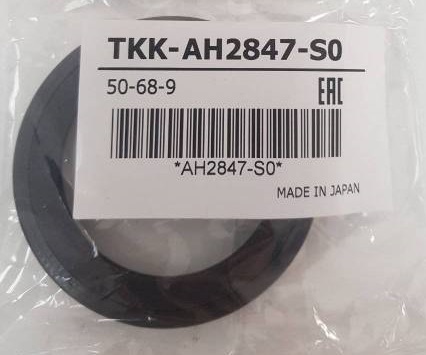 TKK-AH2847-S0
50-68-9
EAC
*AH2847-S0*
MADE IN JAPAN